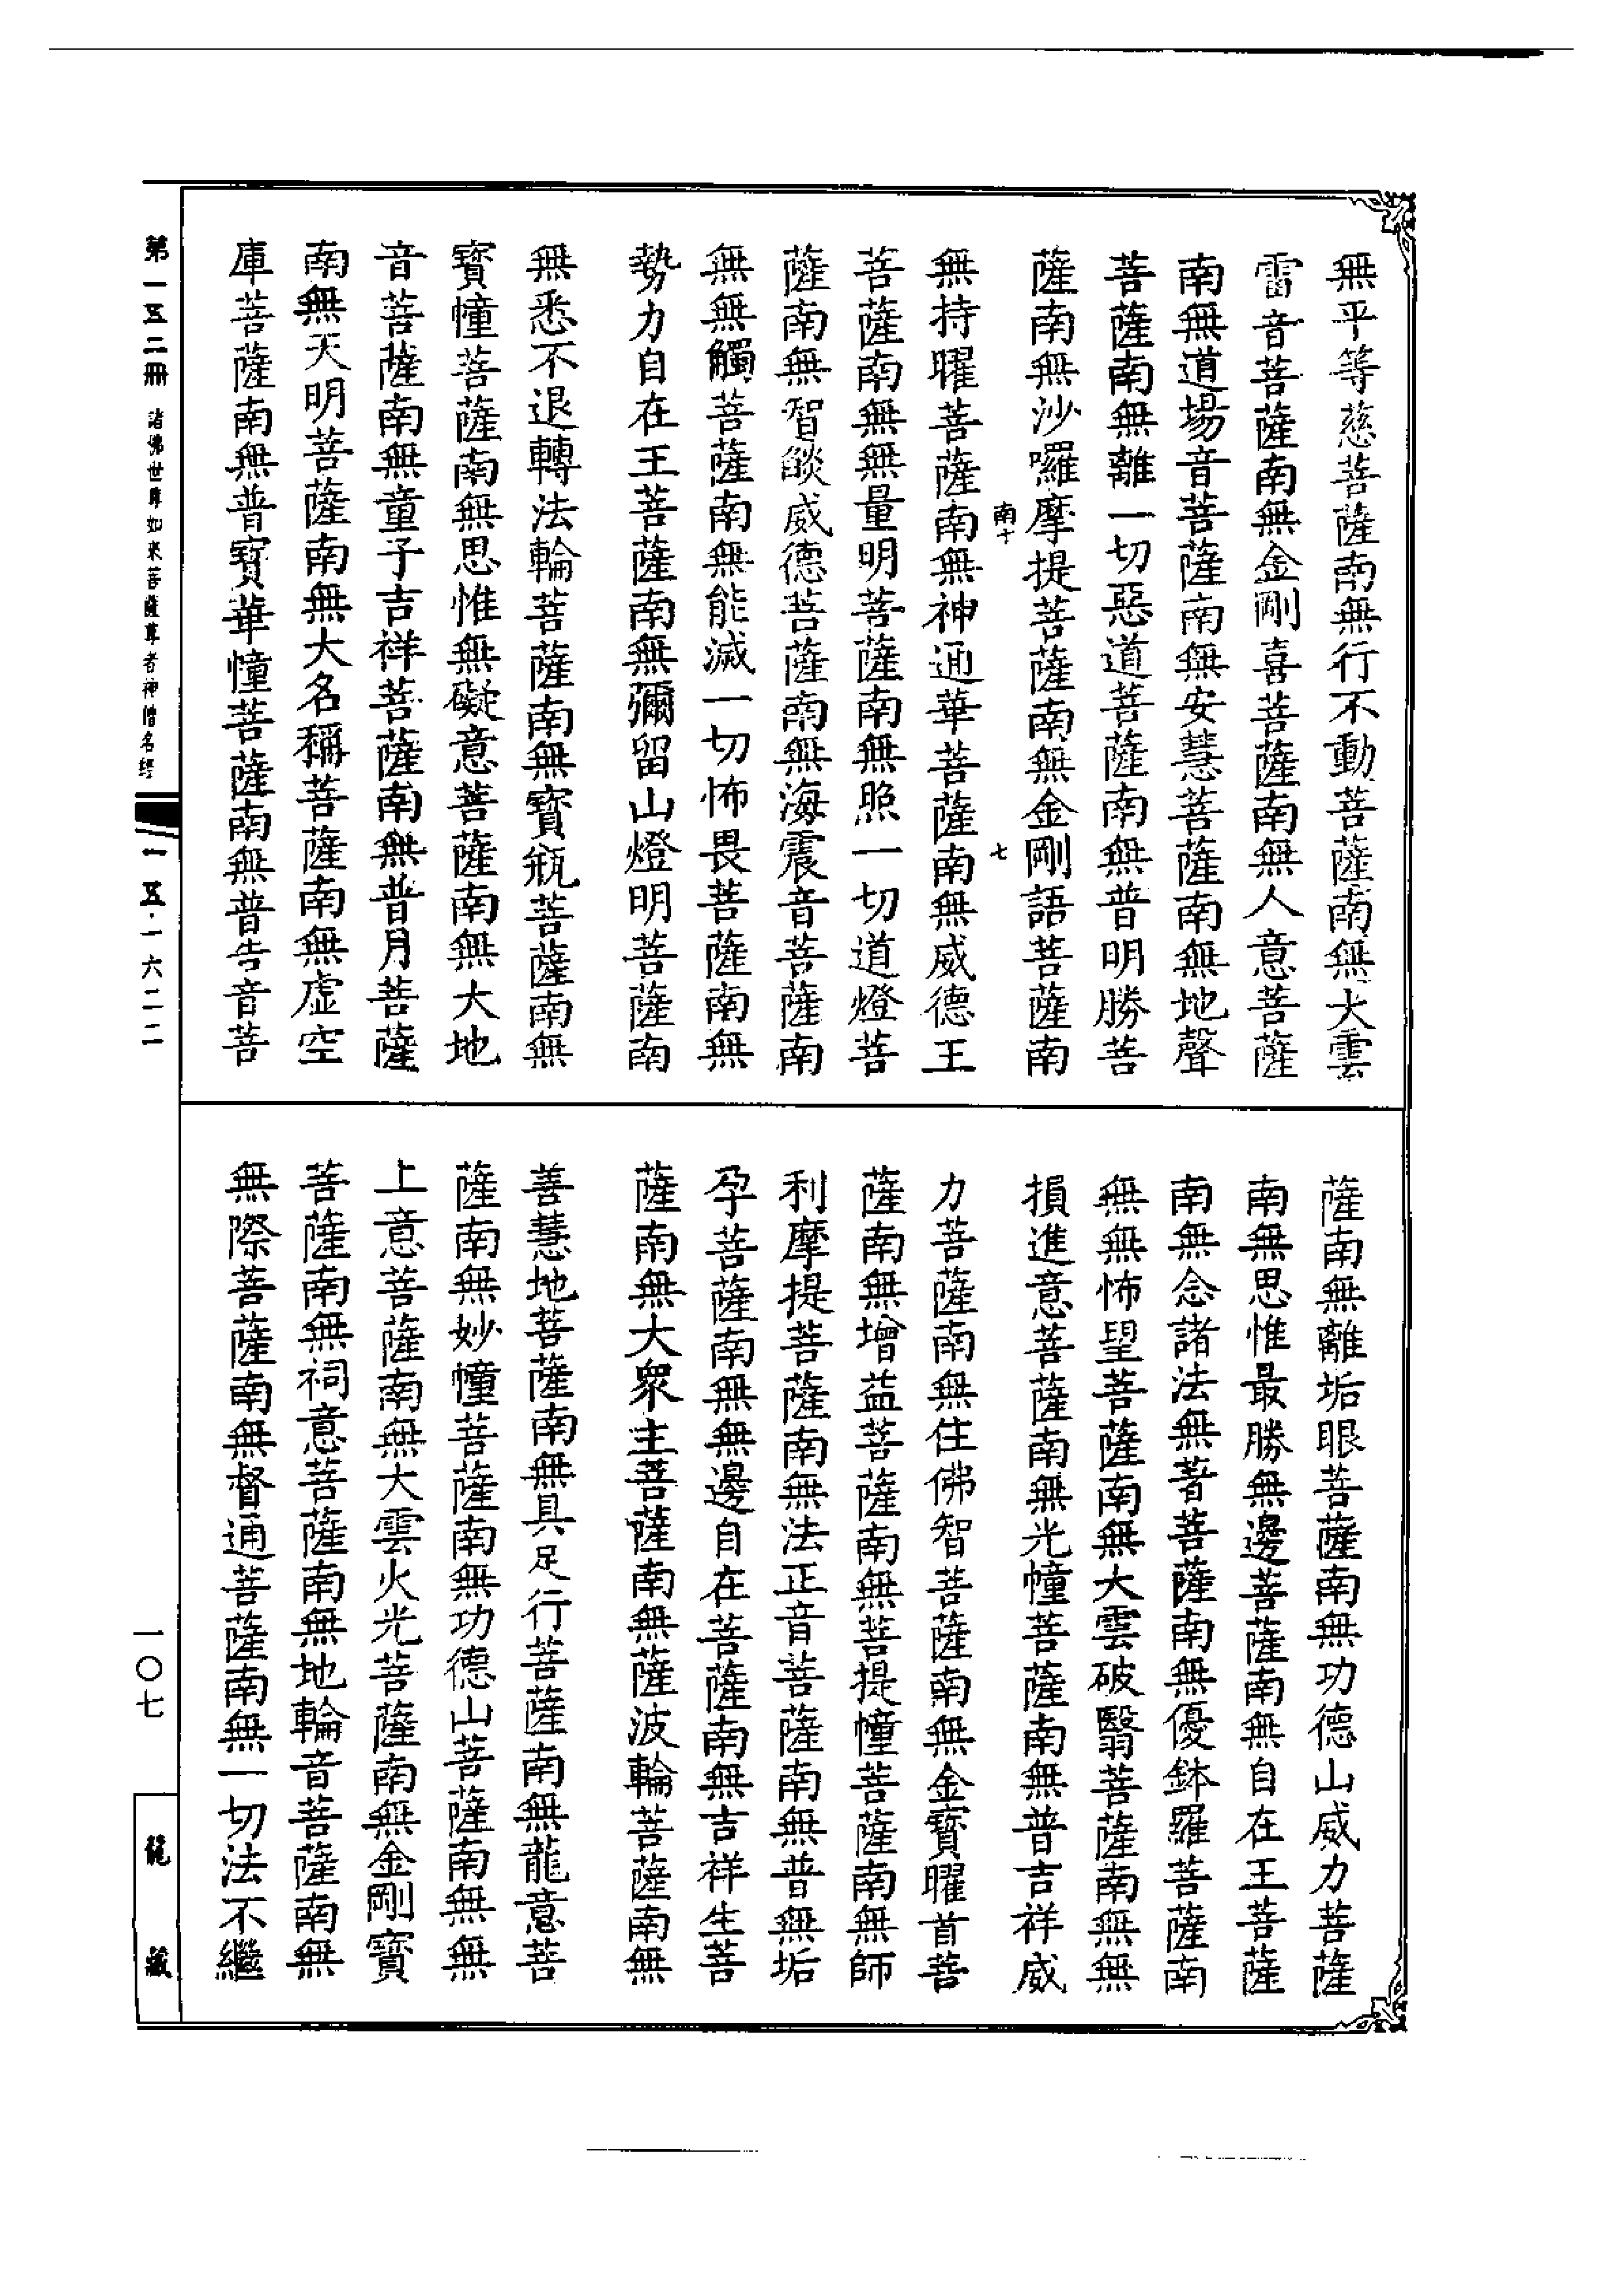 無平等慈菩薩南無行不動菩薩南無大雲
雷音菩薩南無金剛喜菩薩南無人意菩薩
南無道場音菩薩南無安慧菩薩南無地聲
菩薩南無離一切惡道菩薩南無普明勝菩
薩南無沙囉摩提菩薩南無金剛語菩薩南
南十 七
無持曜菩薩南無神通華菩薩南無威德王
菩薩南無無量明菩薩南無照一切道燈菩
薩南無智燄威德菩薩南無海震音菩薩南
無無觸菩薩南無能滅一切怖畏菩薩南無
勢力自在王菩薩南無彌留山燈明菩薩南
無悉不退轉法輪菩薩南無寶瓶菩薩南無
寶幢菩薩南無思惟無礙意菩薩南無大地
音菩薩南無童子吉祥菩薩南無普月菩薩
南無天明菩薩南無大名稱菩薩南無虛空
庫菩薩南無普寶華幢菩薩南無普告音菩
薩南無離垢眼菩薩南無功德山威力菩薩
南無思惟最勝無邊菩薩南無自在王菩薩
南無念諸法無著菩薩南無優鉢羅菩薩南
無無怖望菩薩南無大雲破翳菩薩南無無
損進意菩薩南無光幢菩薩南無普吉祥威
力菩薩南無住佛智菩薩南無金寶曜首菩
薩南無增益菩薩南無菩提幢菩薩南無師
利摩提菩薩南無法正音菩薩南無普無垢
孕菩薩南無無邊自在菩薩南無吉祥生菩
薩南無大眾主菩薩南無薩波輪菩薩南無
善慧地菩薩南無具足行菩薩南無龍意菩
薩南無妙幢菩薩南無功德山菩薩南無無
上意菩薩南無大雲火光菩薩南無金剛寶
菩薩南無祠意菩薩南無地輪音菩薩南無
無際菩薩南無督通菩薩南無一切法不繼
第一五二冊 諸佛世尊如來菩薩尊者神僧名經
一五·一六二二
一〇七
龍藏